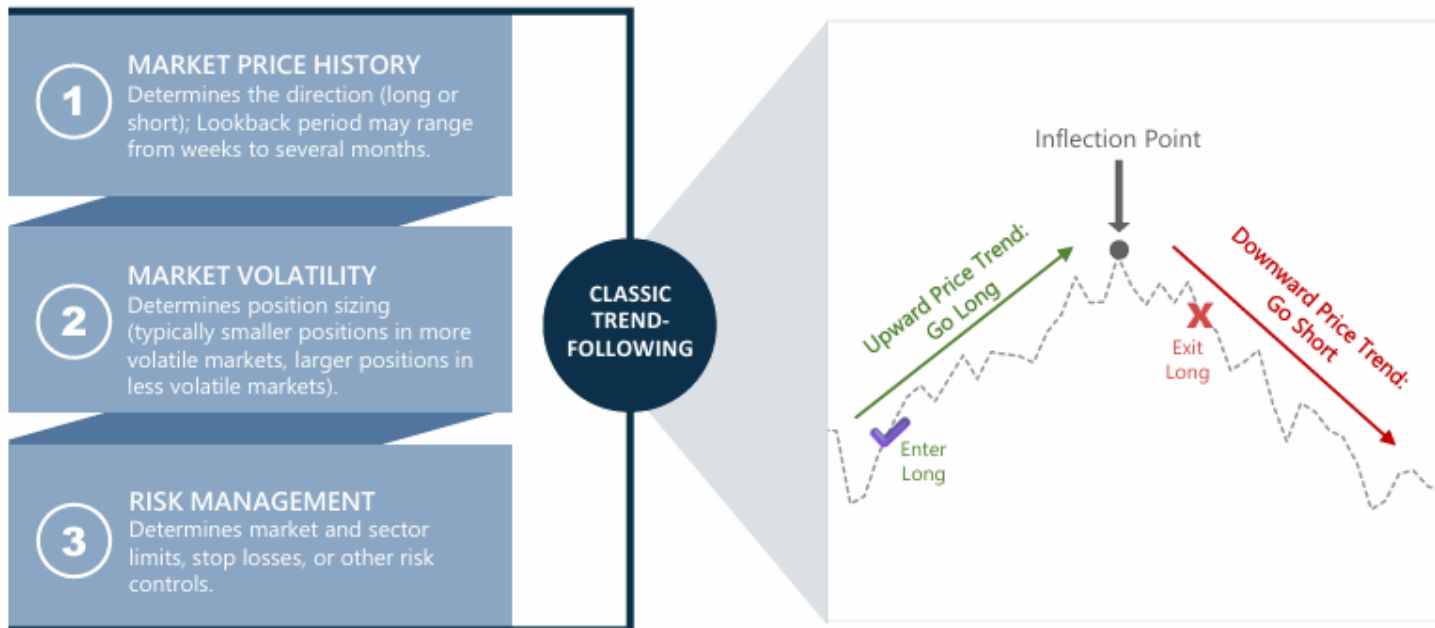 1
MARKET PRICE HISTORY
Determines the direction (long or
short); Lookback period may range
from weeks to several months.
2
MARKET VOLATILITY
Determines position sizing
(typically smaller positions in more
volatile markets, larger positions in
less volatile markets).
3
RISK MANAGEMENT
Determines market and sector
limits, stop losses, or other risk
controls.
CLASSIC
TREND-
FOLLOWING
Inflection Point
Upward Price Trend:
Go Long
Downward Price Trend:
Go Short
Enter
Long
X
Exit
Long